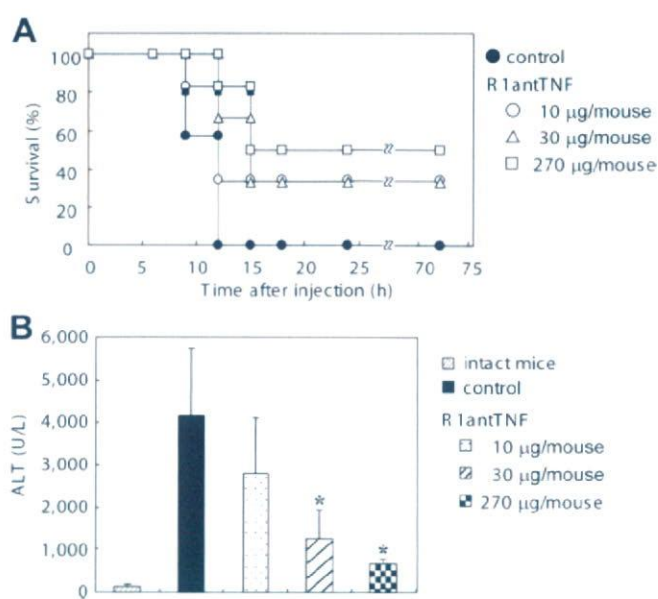 A
100
80
60
40
20
0
Survival (%)
0 5 10 15 20 25 70 75
Time after injection (h)
control
R1antTNF
10 μg/mouse
30 μg/mouse
270 μg/mouse
B
6,000
5,000
4,000
3,000
2,000
1,000
0
ALT (U/L)
* *
intact mice
control
R1antTNF
10 μg/mouse
30 μg/mouse
270 μg/mouse